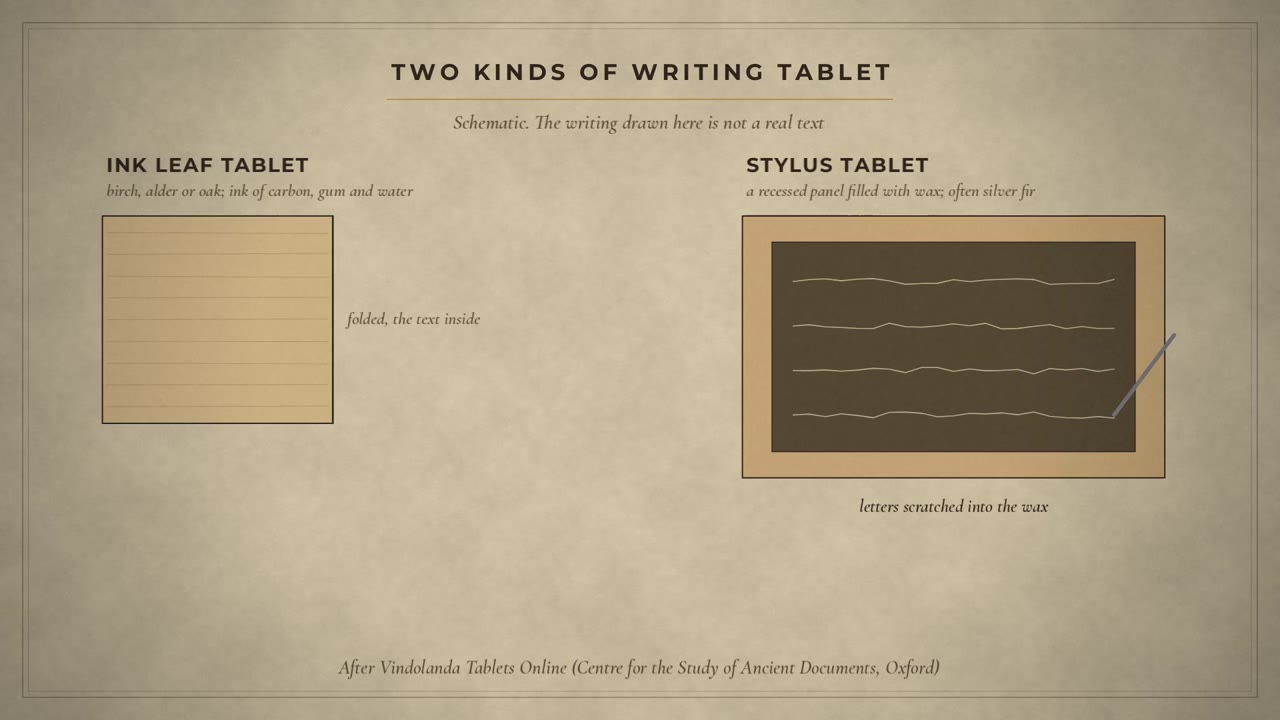 TWO KINDS OF WRITING TABLET
Schematic. The writing drawn here is not a real text
INK LEAF TABLET
birch, alder or oak; ink of carbon, gum and water
folded, the text inside
STYLUS TABLET
a recessed panel filled with wax; often silver fir
letters scratched into the wax
After Vindolanda Tablets Online (Centre for the Study of Ancient Documents, Oxford)